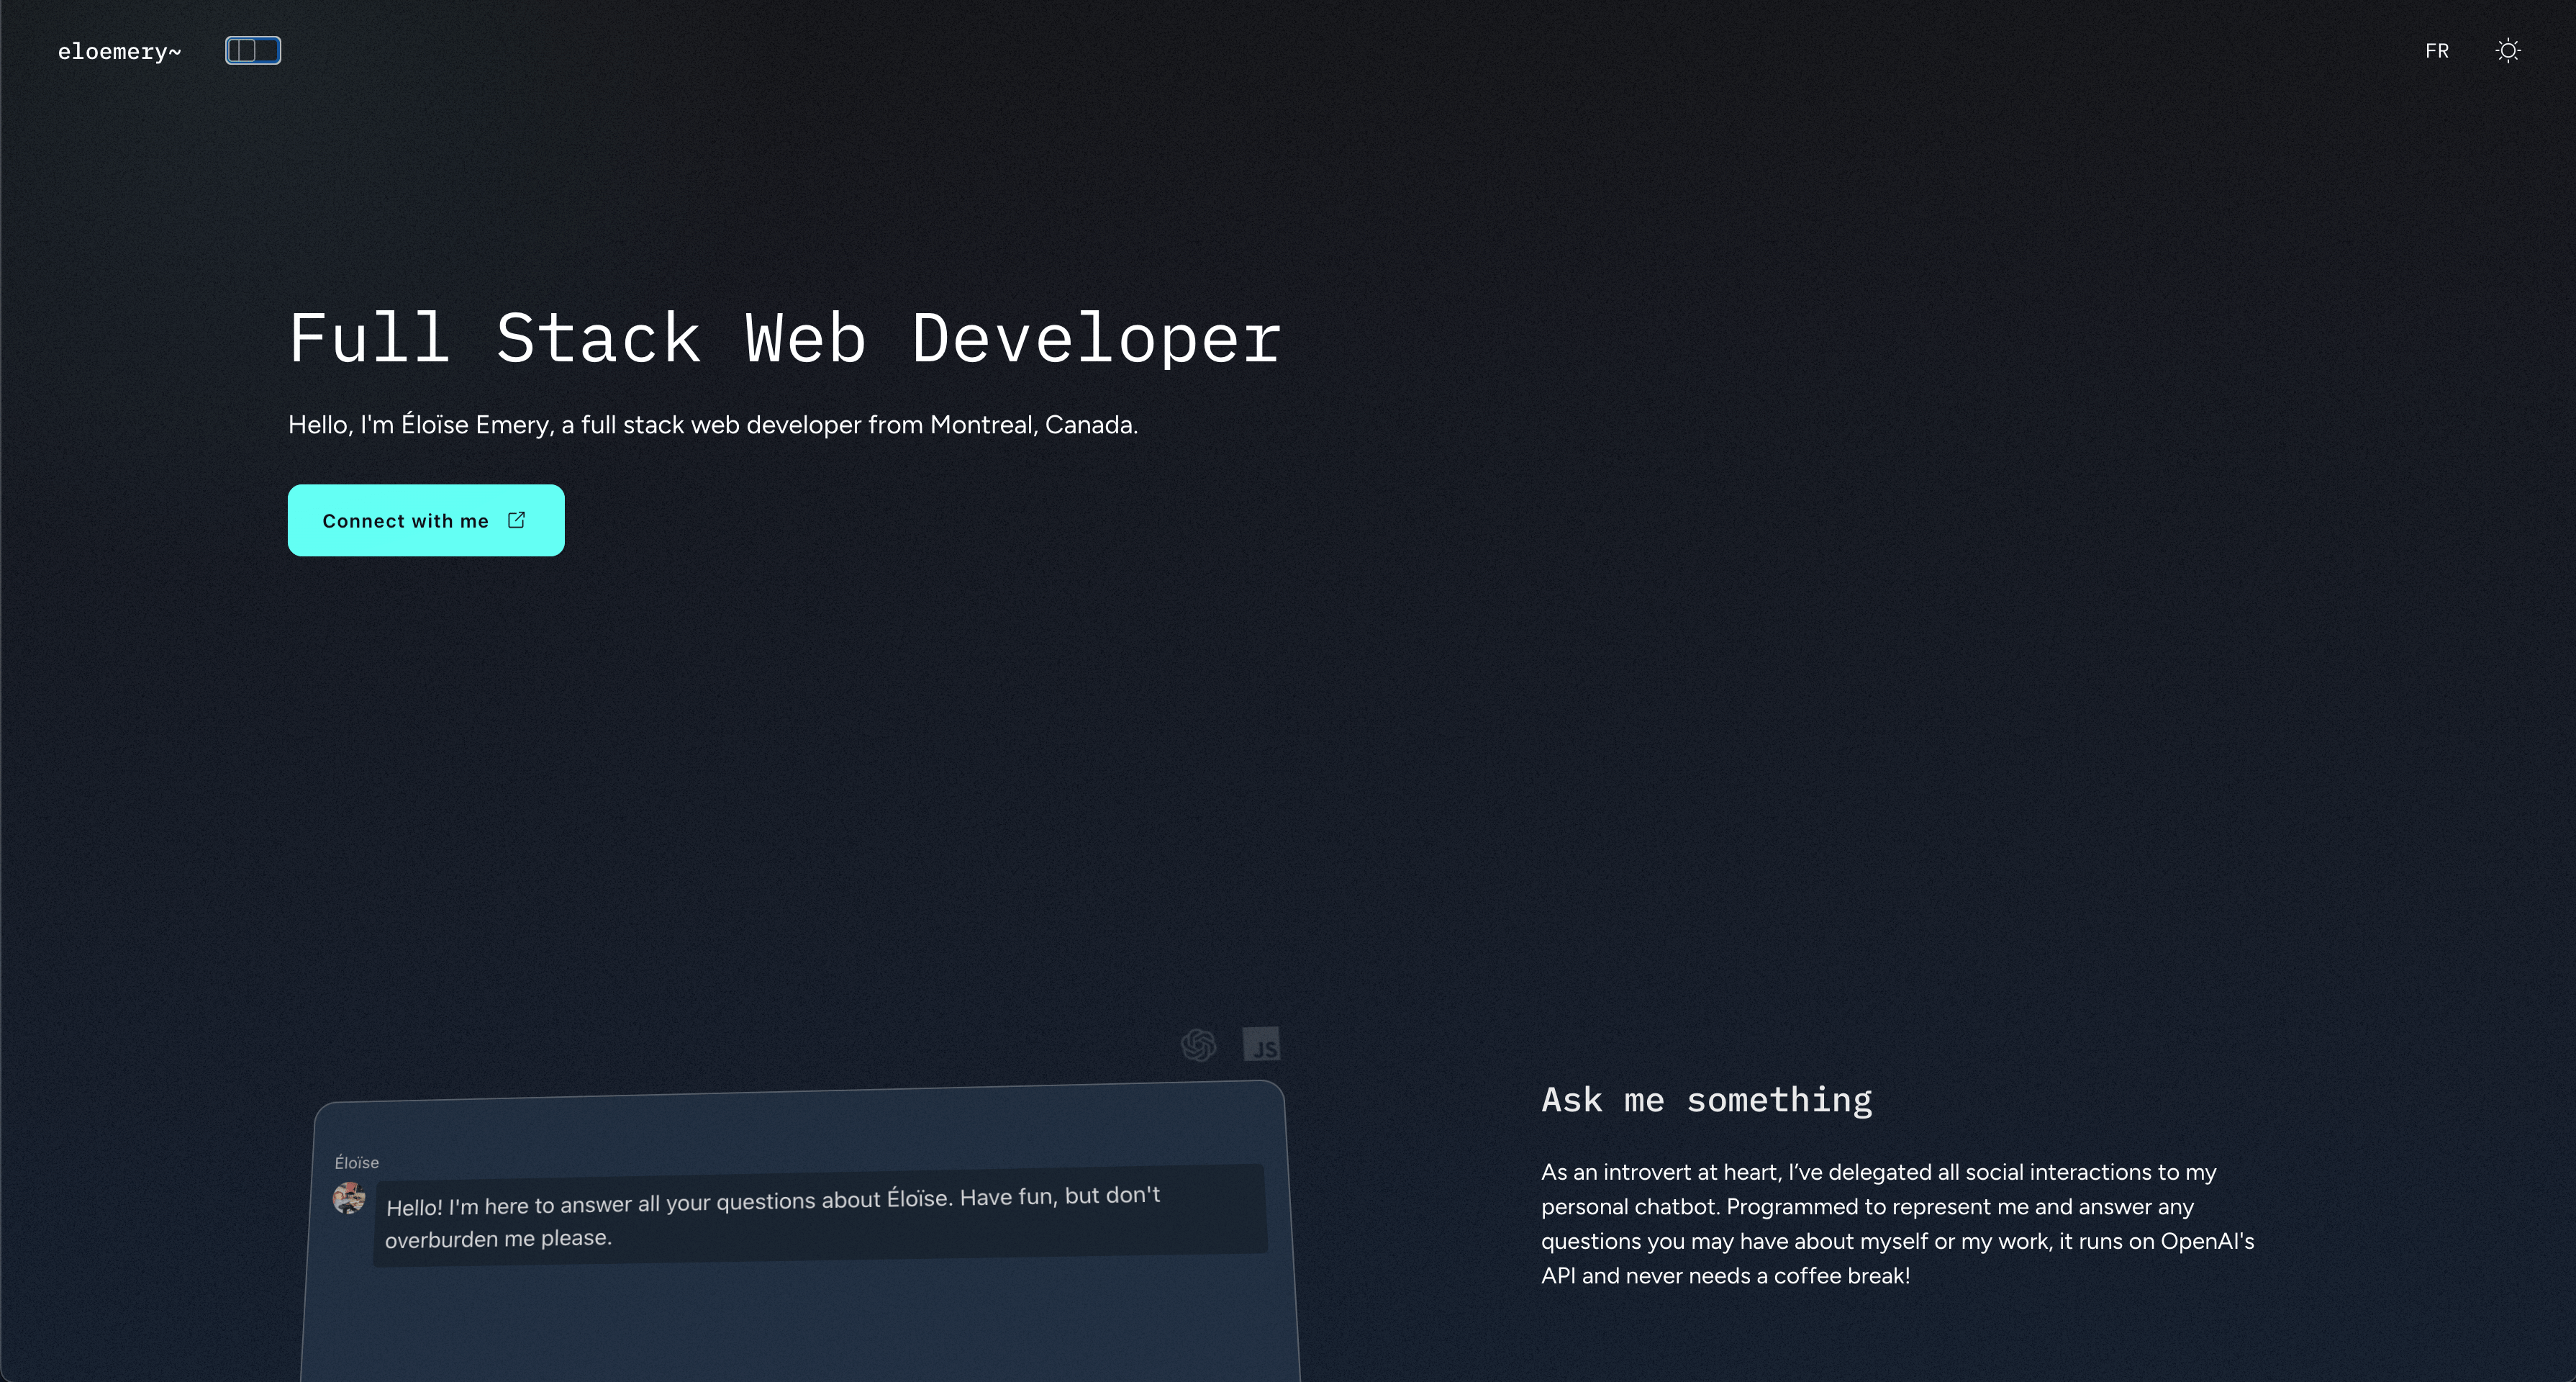 eloemery~
FR
Full Stack Web Developer
Hello, I'm Éloïse Emery, a full stack web developer from Montreal, Canada.
Connect with me
JS
Éloïse
Hello! I'm here to answer all your questions about Éloïse. Have fun, but don't
overburden me please.
Ask me something
As an introvert at heart, I’ve delegated all social interactions to my
personal chatbot. Programmed to represent me and answer any
questions you may have about myself or my work, it runs on OpenAI's
API and never needs a coffee break!